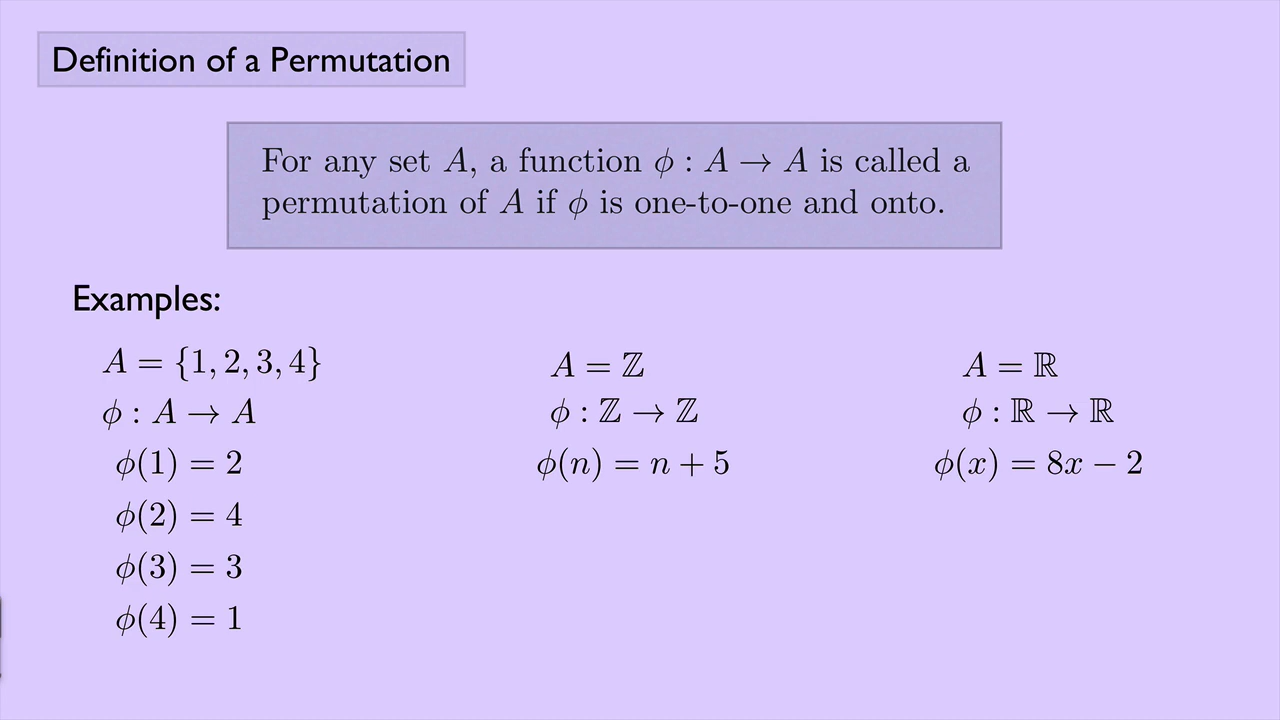 Definition of a Permutation
For any set A, a function ϕ : A → A is called a
permutation of A if ϕ is one-to-one and onto.
Examples:
A = {1, 2, 3, 4}
ϕ : A → A
ϕ(1) = 2
ϕ(2) = 4
ϕ(3) = 3
ϕ(4) = 1
A = ℤ
ϕ : ℤ → ℤ
ϕ(n) = n + 5
A = ℝ
ϕ : ℝ → ℝ
ϕ(x) = 8x − 2